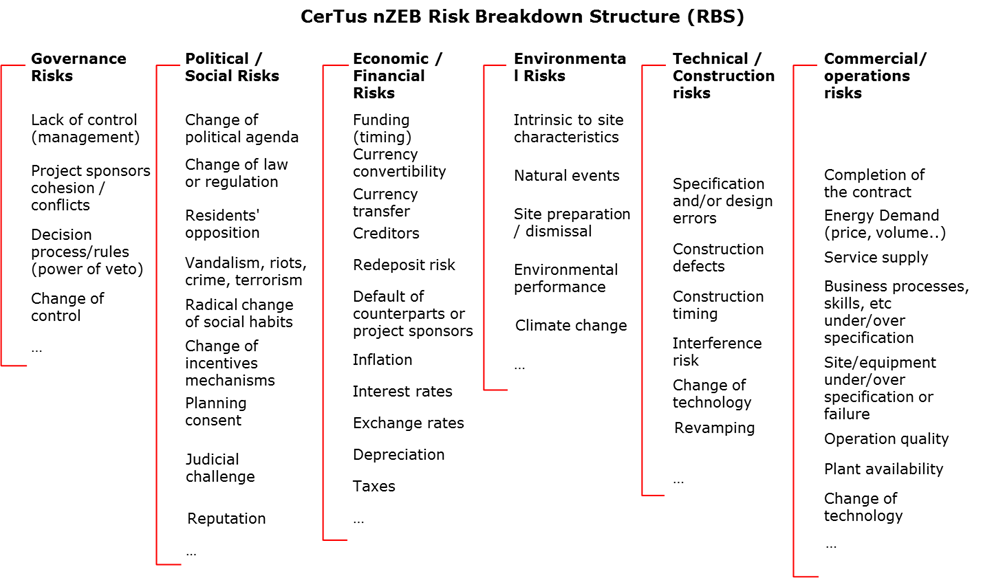 CerTus nZEB Risk Breakdown Structure (RBS)
Governance
Risks
Lack of control
(management)
Project sponsors
cohesion /
conflicts
Decision
process/rules
(power of veto)
Change of
control
...
Political /
Social Risks
Change of
political agenda
Change of law
or regulation
Residents'
opposition
Vandalism, riots,
crime, terrorism
Radical change
of social habits
Change of
incentives
mechanisms
Planning
consent
Judicial
challenge
Reputation
...
Economic /
Financial
Risks
Funding
(timing)
Currency
convertibility
Currency
transfer
Creditors
Redeposit risk
Default of
counterparts or
project sponsors
Inflation
Interest rates
Exchange rates
Depreciation
Taxes
...
Environmenta
l Risks
Intrinsic to site
characteristics
Natural events
Site preparation
/ dismissal
Environmental
performance
Climate change
...
Technical /
Construction
risks
Specification
and/or design
errors
Construction
defects
Construction
timing
Interference
risk
Change of
technology
Revamping
...
Commercial/
operations
risks
Completion of
the contract
Energy Demand
(price, volume..)
Service supply
Business processes,
skills, etc
under/over
specification
Site/equipment
under/over
specification or
failure
Operation quality
Plant availability
Change of
technology
...